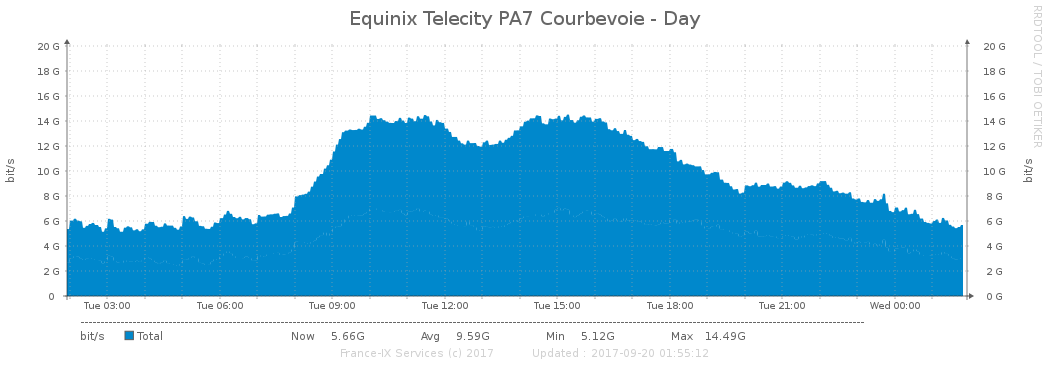 Equinix Telecity PA7 Courbevoie - Day
RRDTOOL / TOBI OETIKER
bit/s
20 G 20 G
18 G 18 G
16 G 16 G
14 G 14 G
12 G 12 G
10 G 10 G
8 G 8 G
6 G 6 G
4 G 4 G
2 G 2 G
0 0 G
bit/s
Tue 03:00 Tue 06:00 Tue 09:00 Tue 12:00 Tue 15:00 Tue 18:00 Tue 21:00 Wed 00:00
bit/s Total Now 5.66G Avg 9.59G Min 5.12G Max 14.49G
France-IX Services (c) 2017 Updated : 2017-09-20 01:55:12